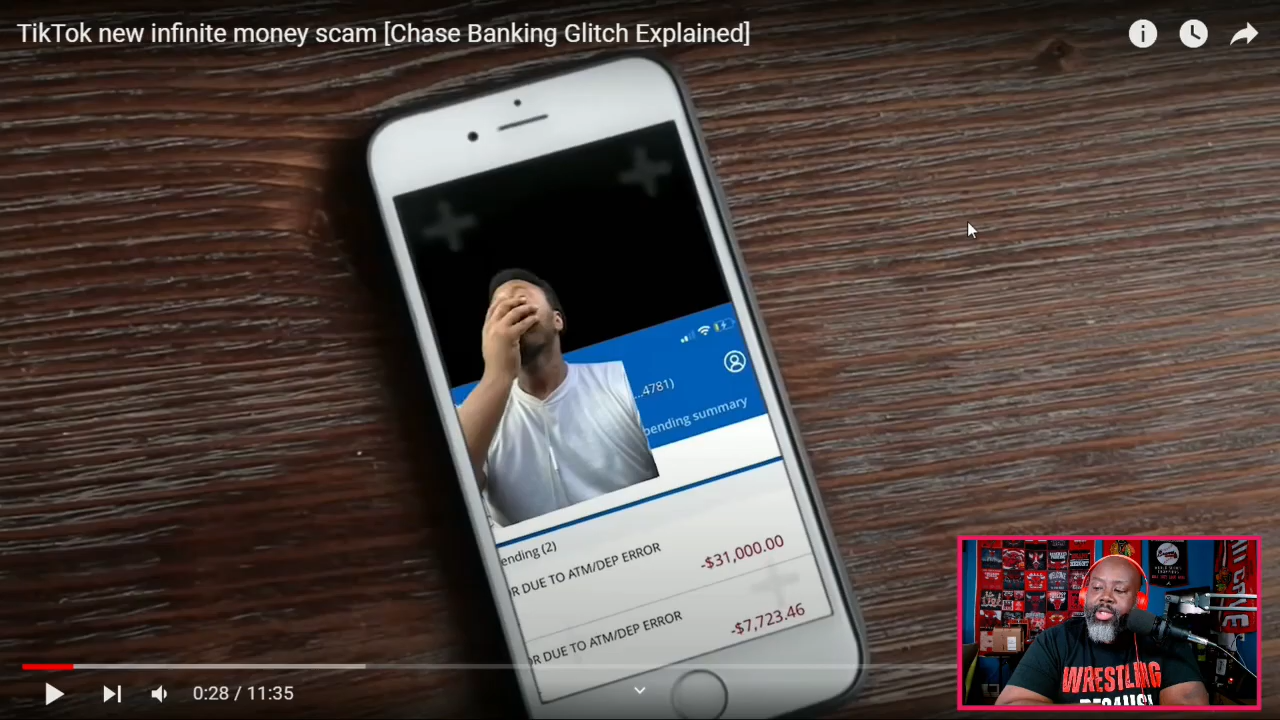 TikTok new infinite money scam [Chase Banking Glitch Explained]
...4781)
pending summary
ending (2)
R DUE TO ATM/DEP ERROR
-$31,000.00
R DUE TO ATM/DEP ERROR
-$7,723.46
WRESTLING
BECAUSE
0:28 / 11:35